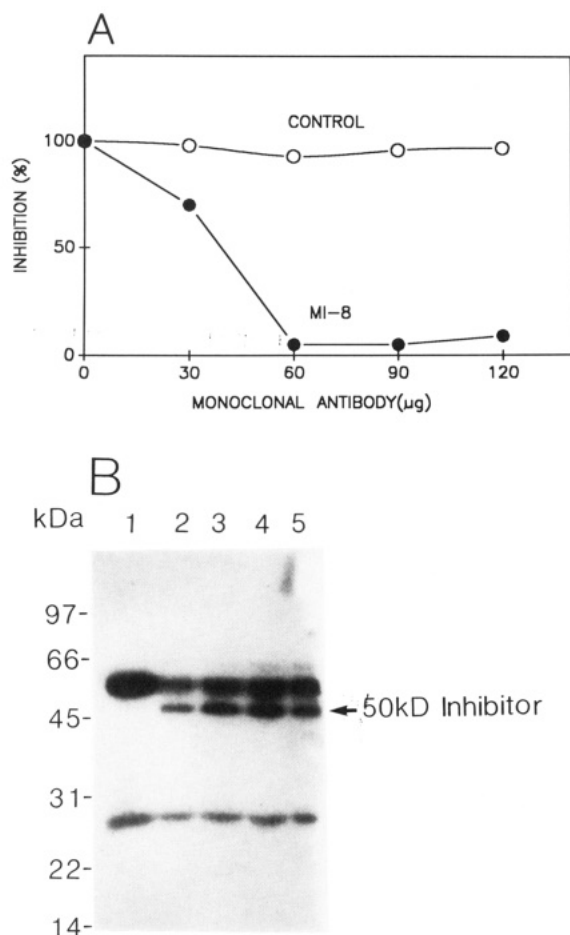 A
CONTROL
100
50
0
INHIBITION (%)
MI-8
0 30 60 90 120
MONOCLONAL ANTIBODY(µg)
B
kDa 1 2 3 4 5
97-
66-
45-
50kD Inhibitor
31-
22-
14-